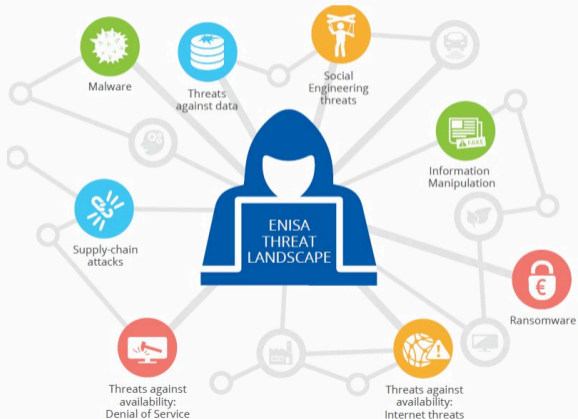 Malware
Threats
against data
Social
Engineering
threats
FAKE
Information
Manipulation
ENISA
THREAT
LANDSCAPE
Supply-chain
attacks
€
Ransomware
Threats against
availability:
Denial of Service
Threats against
availability:
Internet threats